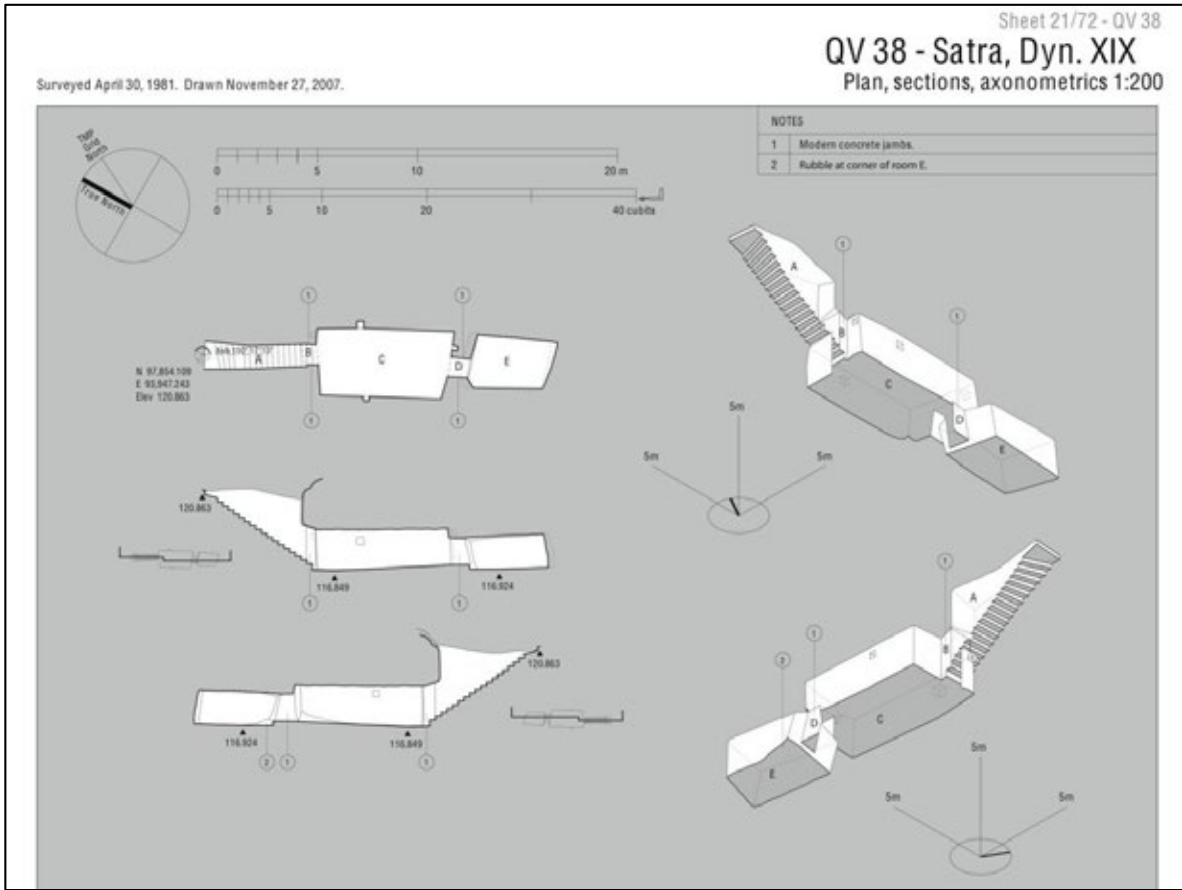 Sheet 21/72 - QV 38
QV 38 - Satra, Dyn. XIX
Plan, sections, axonometrics 1:200
Surveyed April 30, 1981. Drawn November 27, 2007.
NOTES
1 Modern concrete jambs.
2 Rubble at corner of room E.
TMP
Grid
North
True North
0 5 10 20 m
0 5 10 20 40 cubits
1 1
A B C D E
N 97,854.109
E 93,947.243
Elev 120.863
1 1
1
1
A
B
C
D
E
5m
5m 5m
120.863
116.849 116.924
1 1
120.863
116.924 116.849
2 1 1
1
1
2
A
B
C
D
E
5m
5m 5m